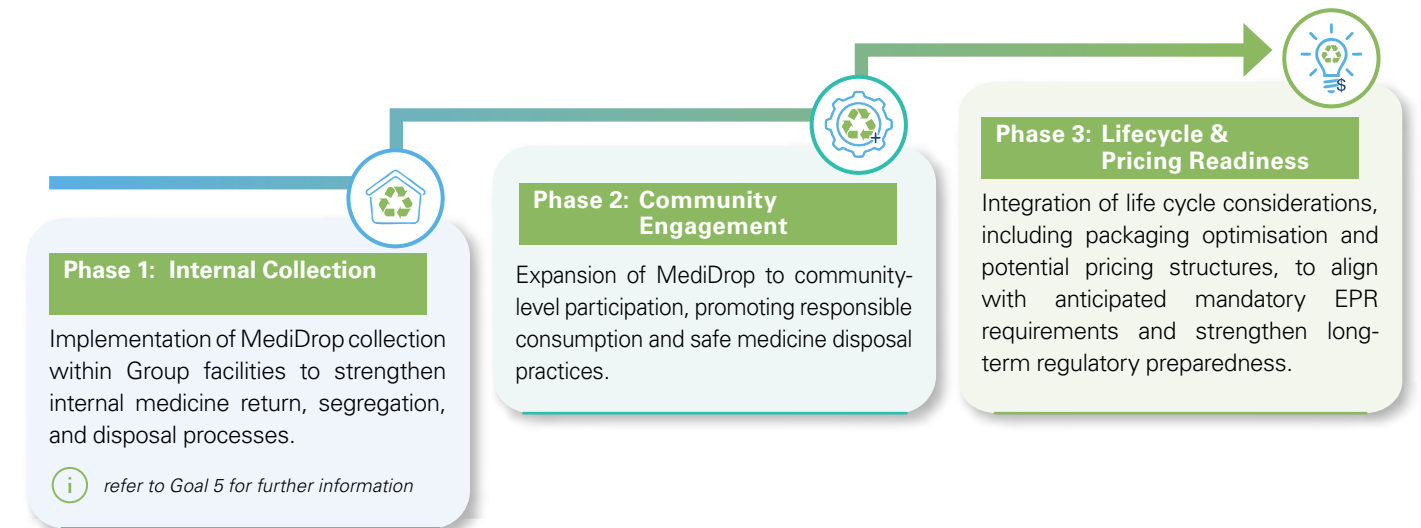 Phase 1: Internal Collection
Implementation of MediDrop collection
within Group facilities to strengthen
internal medicine return, segregation,
and disposal processes.
i refer to Goal 5 for further information
+
Phase 2: Community
Engagement
Expansion of MediDrop to community-
level participation, promoting responsible
consumption and safe medicine disposal
practices.
$
Phase 3: Lifecycle &
Pricing Readiness
Integration of life cycle considerations,
including packaging optimisation and
potential pricing structures, to align
with anticipated mandatory EPR
requirements and strengthen long-
term regulatory preparedness.